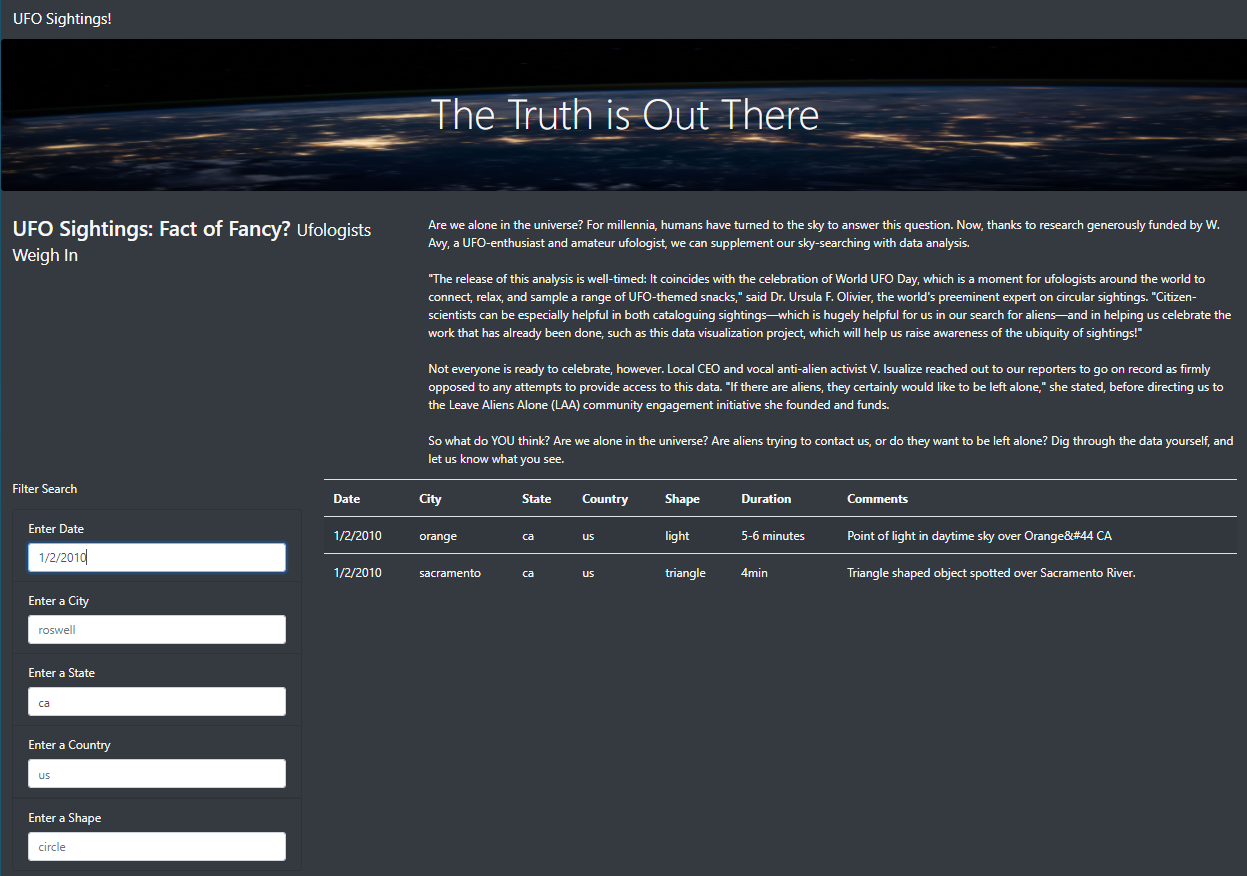 UFO Sightings!
The Truth is Out There
UFO Sightings: Fact of Fancy? Ufologists
Weigh In
Are we alone in the universe? For millennia, humans have turned to the sky to answer this question. Now, thanks to research generously funded by W.
Avy, a UFO-enthusiast and amateur ufologist, we can supplement our sky-searching with data analysis.
"The release of this analysis is well-timed: It coincides with the celebration of World UFO Day, which is a moment for ufologists around the world to
connect, relax, and sample a range of UFO-themed snacks," said Dr. Ursula F. Olivier, the world's preeminent expert on circular sightings. "Citizen-
scientists can be especially helpful in both cataloguing sightings—which is hugely helpful for us in our search for aliens—and in helping us celebrate the
work that has already been done, such as this data visualization project, which will help us raise awareness of the ubiquity of sightings!"
Not everyone is ready to celebrate, however. Local CEO and vocal anti-alien activist V. Isualize reached out to our reporters to go on record as firmly
opposed to any attempts to provide access to this data. "If there are aliens, they certainly would like to be left alone," she stated, before directing us to
the Leave Aliens Alone (LAA) community engagement initiative she founded and funds.
So what do YOU think? Are we alone in the universe? Are aliens trying to contact us, or do they want to be left alone? Dig through the data yourself, and
let us know what you see.
Filter Search
Enter Date
1/2/2010
Enter a City
roswell
Enter a State
ca
Enter a Country
us
Enter a Shape
circle
Date City State Country Shape Duration Comments
1/2/2010 orange ca us light 5-6 minutes Point of light in daytime sky over Orange&#44 CA
1/2/2010 sacramento ca us triangle 4min Triangle shaped object spotted over Sacramento River.